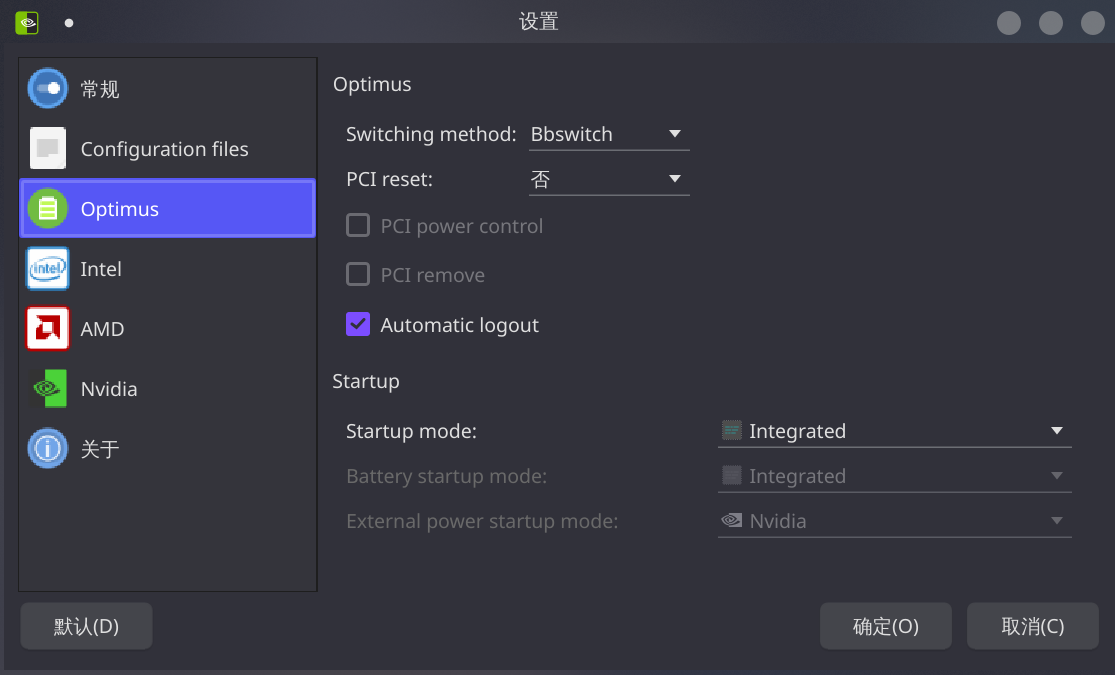 设置
常规
Configuration files
Optimus
Intel
AMD
Nvidia
关于
Optimus
Switching method: Bbswitch
PCI reset: 否
PCI power control
PCI remove
Automatic logout
Startup
Startup mode: Integrated
Battery startup mode: Integrated
External power startup mode: Nvidia
默认(D) 确定(O) 取消(C)